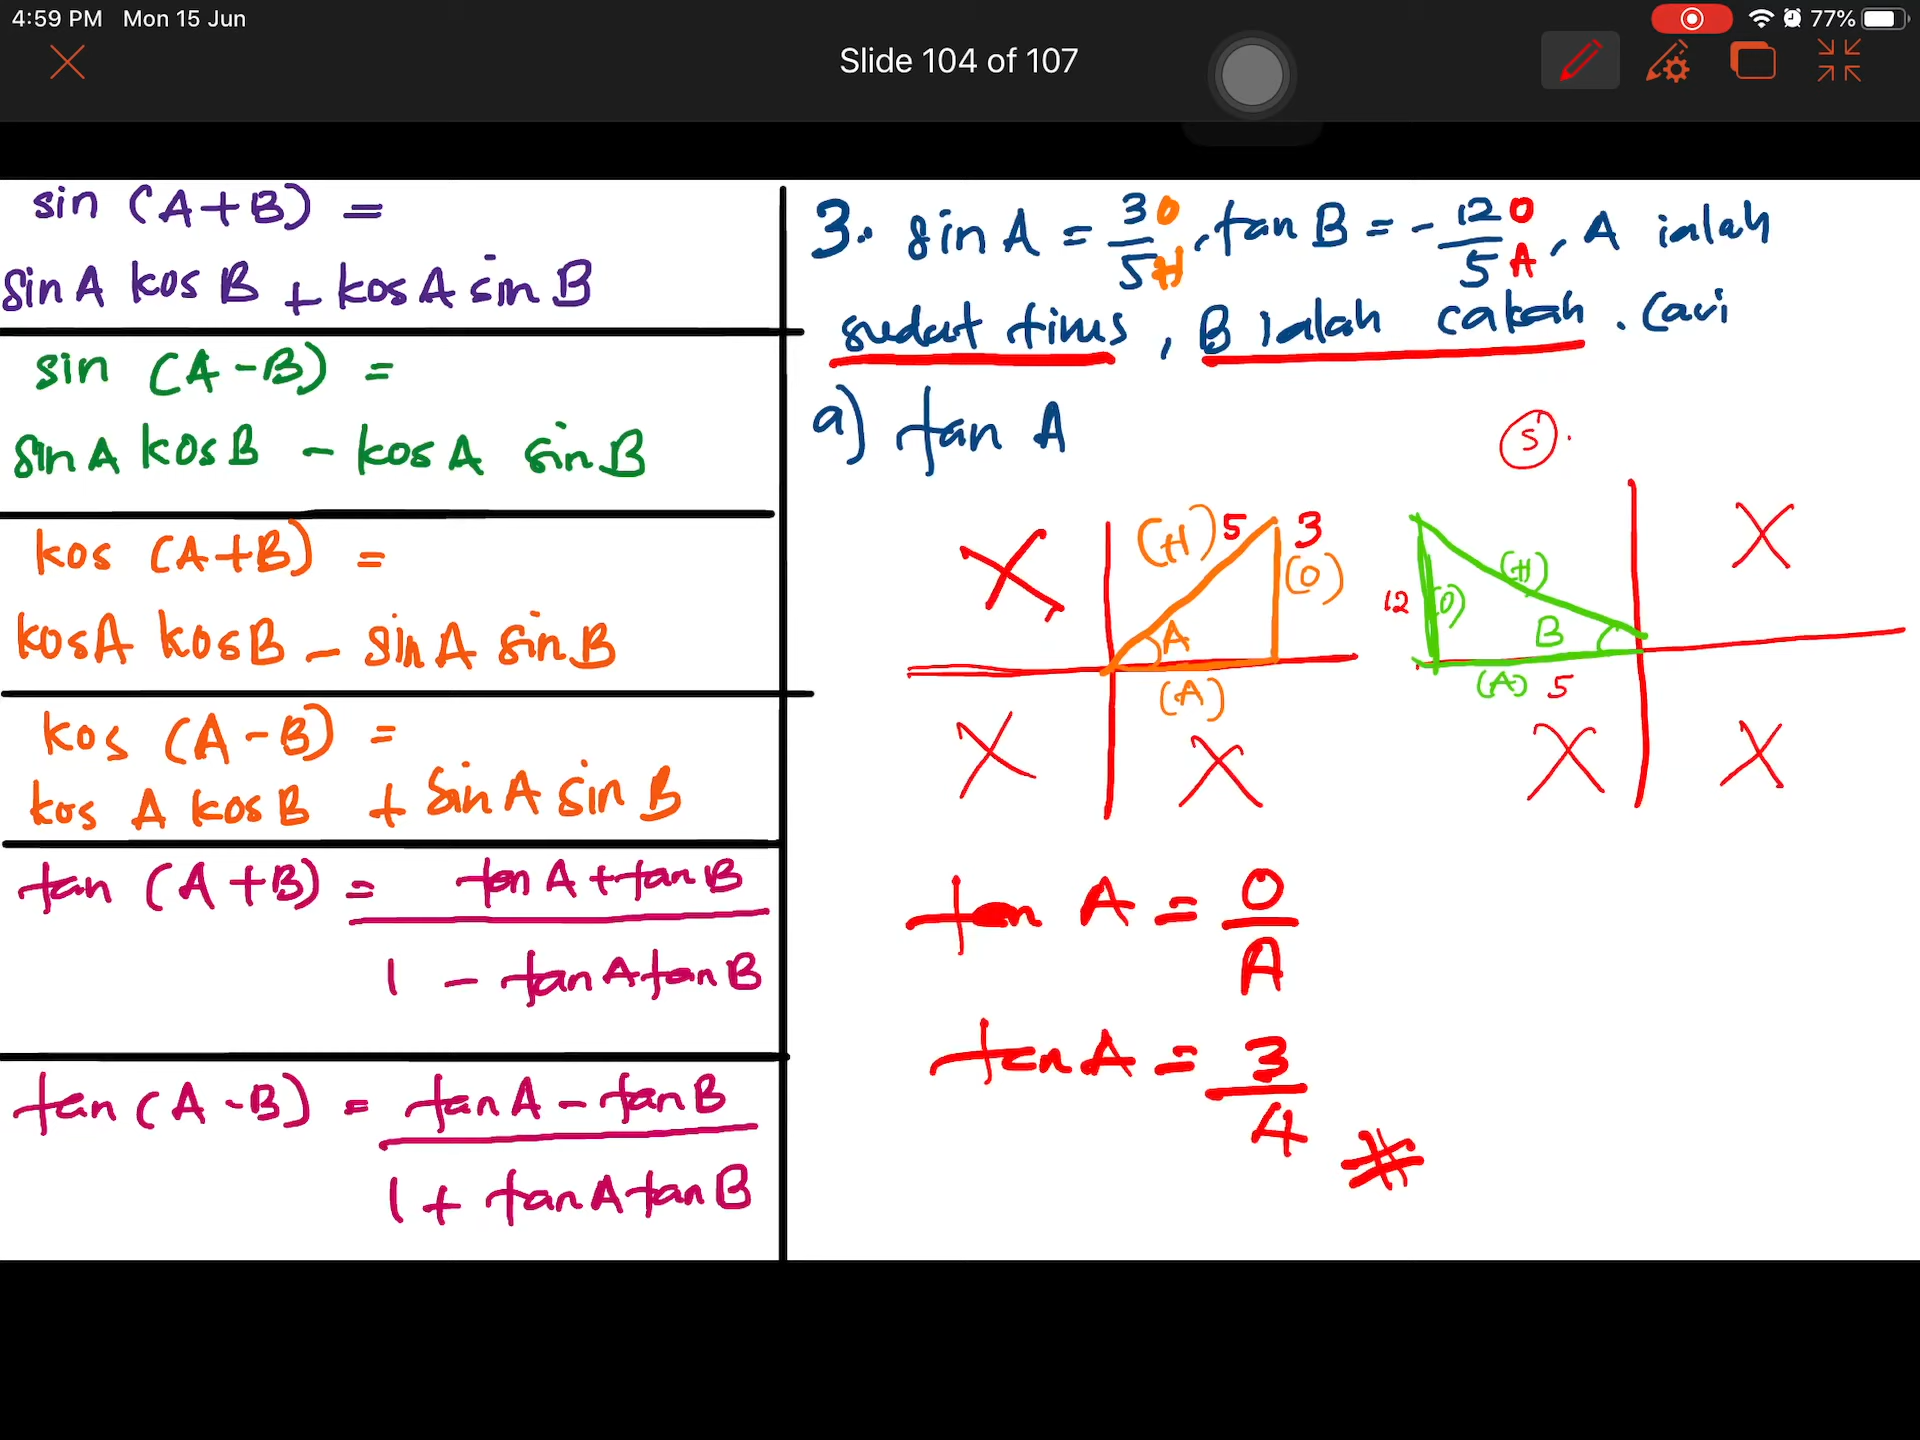 4:59 PM Mon 15 Jun
77%
Slide 104 of 107
sin (A+B) =
sin A kos B + kos A sin B
sin (A-B) =
sin A kos B - kos A sin B
kos (A+B) =
kos A kos B - sin A sin B
kos (A-B) =
kos A kos B + sin A sin B
tan (A+B) = tan A + tan B
1 - tan A tan B
tan (A-B) = tan A - tan B
1 + tan A tan B
3. sin A = 3/5 O H, tan B = -12/5 O A, A ialah
sudut tirus, B ialah cakah. Cari
a) tan A
S
(H) 5 3
(O)
A
(A)
(H)
12 (O)
B
(A) 5
tan A = O/A
tan A = 3/4